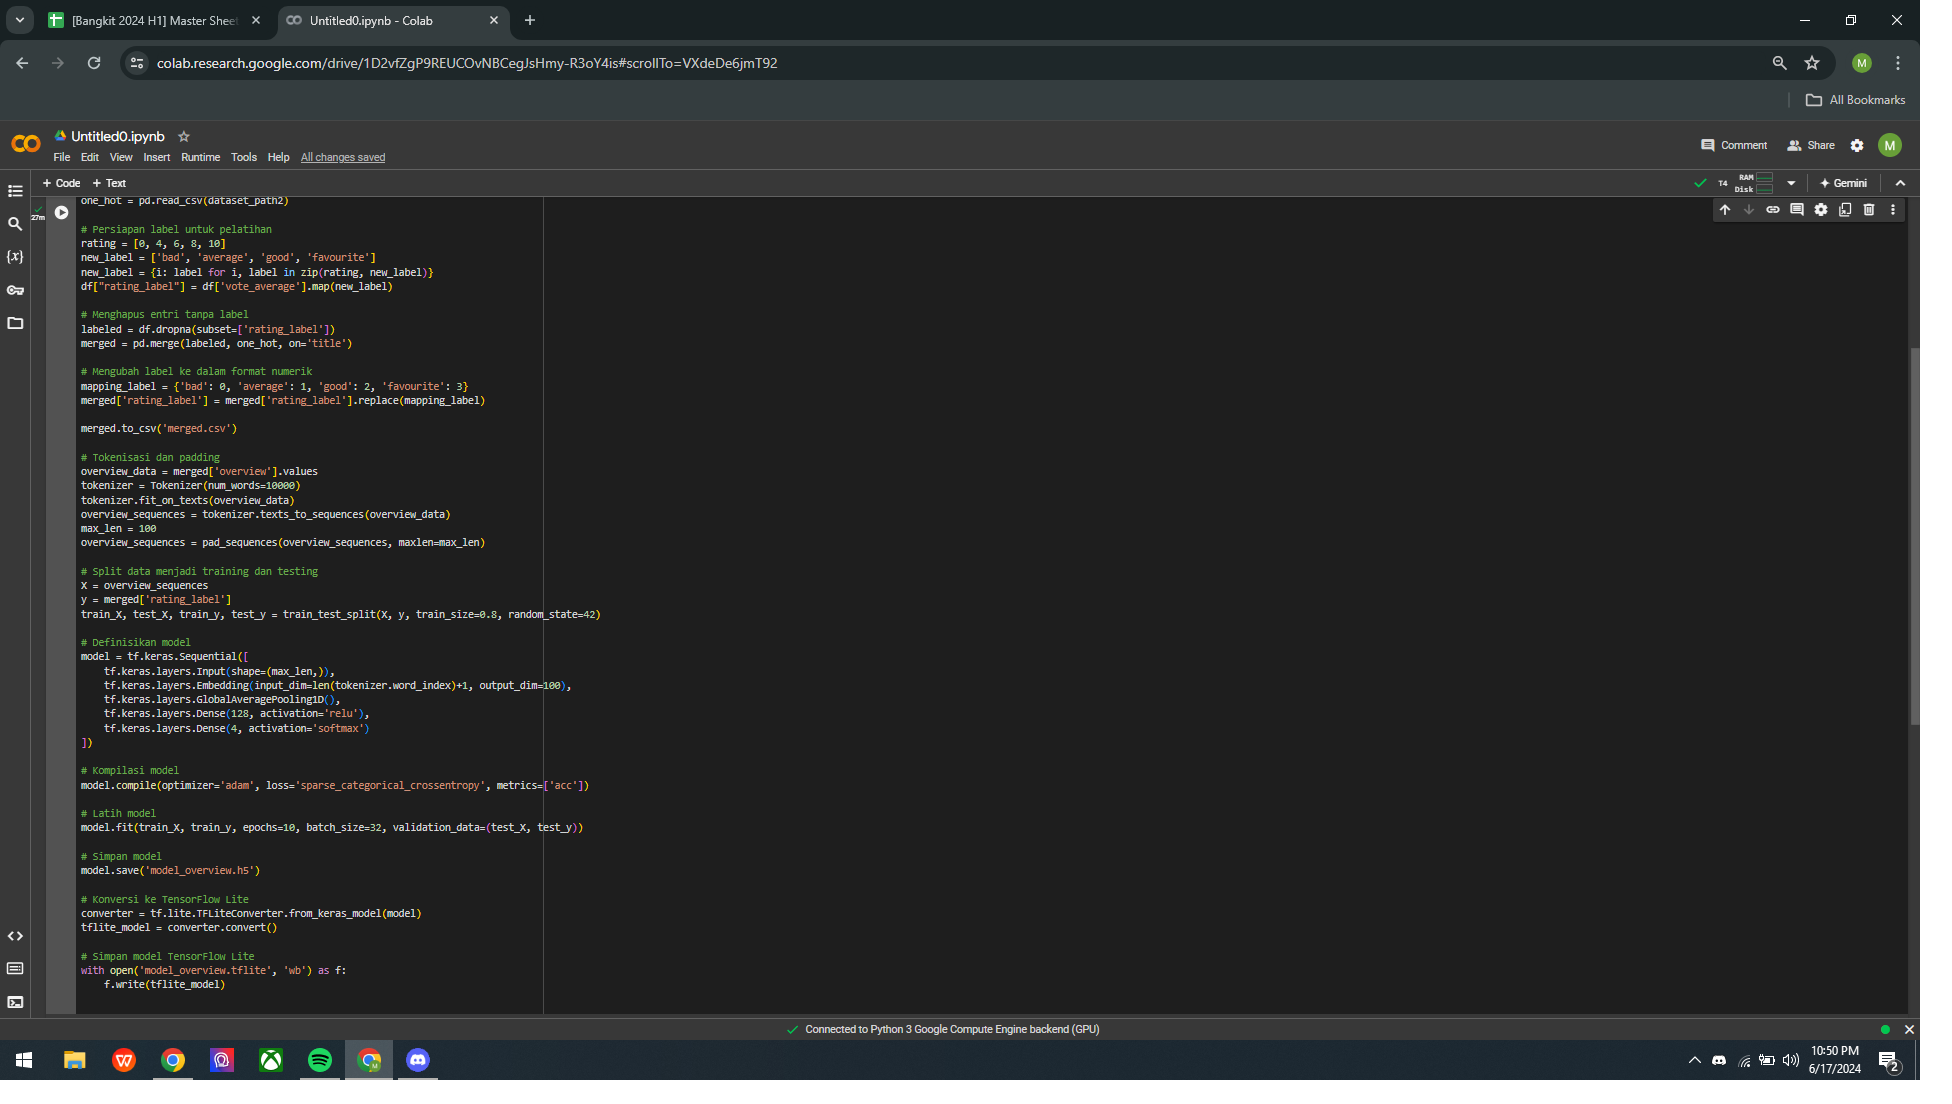 [Bangkit 2024 H1] Master Sheet
Untitled0.ipynb - Colab
colab.research.google.com/drive/1D2vfZgP9REUCOvNBCegJsHmy-R3oY4is#scrollTo=VXdeDe6jmT92
M
All Bookmarks
Untitled0.ipynb
File Edit View Insert Runtime Tools Help All changes saved
Comment Share M
+ Code + Text
T4 RAM Disk Gemini
27m
one_hot = pd.read_csv(dataset_path2)
# Persiapan label untuk pelatihan
rating = [0, 4, 6, 8, 10]
new_label = ['bad', 'average', 'good', 'favourite']
new_label = {i: label for i, label in zip(rating, new_label)}
df["rating_label"] = df['vote_average'].map(new_label)
# Menghapus entri tanpa label
labeled = df.dropna(subset=['rating_label'])
merged = pd.merge(labeled, one_hot, on='title')
# Mengubah label ke dalam format numerik
mapping_label = {'bad': 0, 'average': 1, 'good': 2, 'favourite': 3}
merged['rating_label'] = merged['rating_label'].replace(mapping_label)
merged.to_csv('merged.csv')
# Tokenisasi dan padding
overview_data = merged['overview'].values
tokenizer = Tokenizer(num_words=10000)
tokenizer.fit_on_texts(overview_data)
overview_sequences = tokenizer.texts_to_sequences(overview_data)
max_len = 100
overview_sequences = pad_sequences(overview_sequences, maxlen=max_len)
# Split data menjadi training dan testing
X = overview_sequences
y = merged['rating_label']
train_X, test_X, train_y, test_y = train_test_split(X, y, train_size=0.8, random_state=42)
# Definisikan model
model = tf.keras.Sequential([
    tf.keras.layers.Input(shape=(max_len,)),
    tf.keras.layers.Embedding(input_dim=len(tokenizer.word_index)+1, output_dim=100),
    tf.keras.layers.GlobalAveragePooling1D(),
    tf.keras.layers.Dense(128, activation='relu'),
    tf.keras.layers.Dense(4, activation='softmax')
])
# Kompilasi model
model.compile(optimizer='adam', loss='sparse_categorical_crossentropy', metrics=['acc'])
# Latih model
model.fit(train_X, train_y, epochs=10, batch_size=32, validation_data=(test_X, test_y))
# Simpan model
model.save('model_overview.h5')
# Konversi ke TensorFlow Lite
converter = tf.lite.TFLiteConverter.from_keras_model(model)
tflite_model = converter.convert()
# Simpan model TensorFlow Lite
with open('model_overview.tflite', 'wb') as f:
    f.write(tflite_model)
Connected to Python 3 Google Compute Engine backend (GPU)
10:50 PM
6/17/2024
2